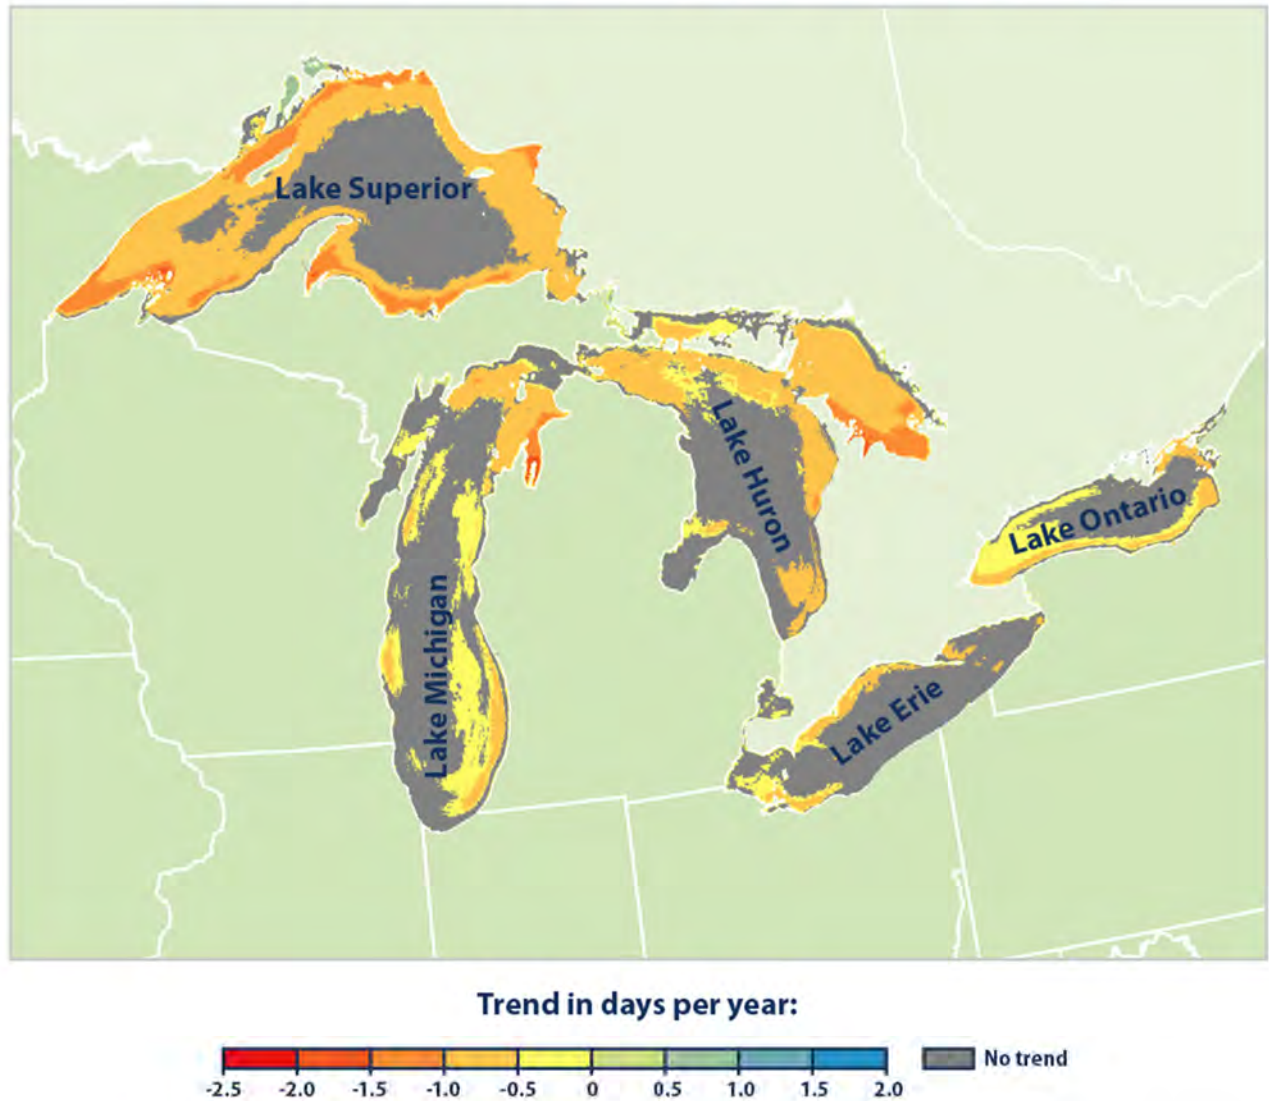 Lake Superior
Lake Huron
Lake Ontario
Lake Michigan
Lake Erie
Trend in days per year:
No trend
-2.5 -2.0 -1.5 -1.0 -0.5 0 0.5 1.0 1.5 2.0